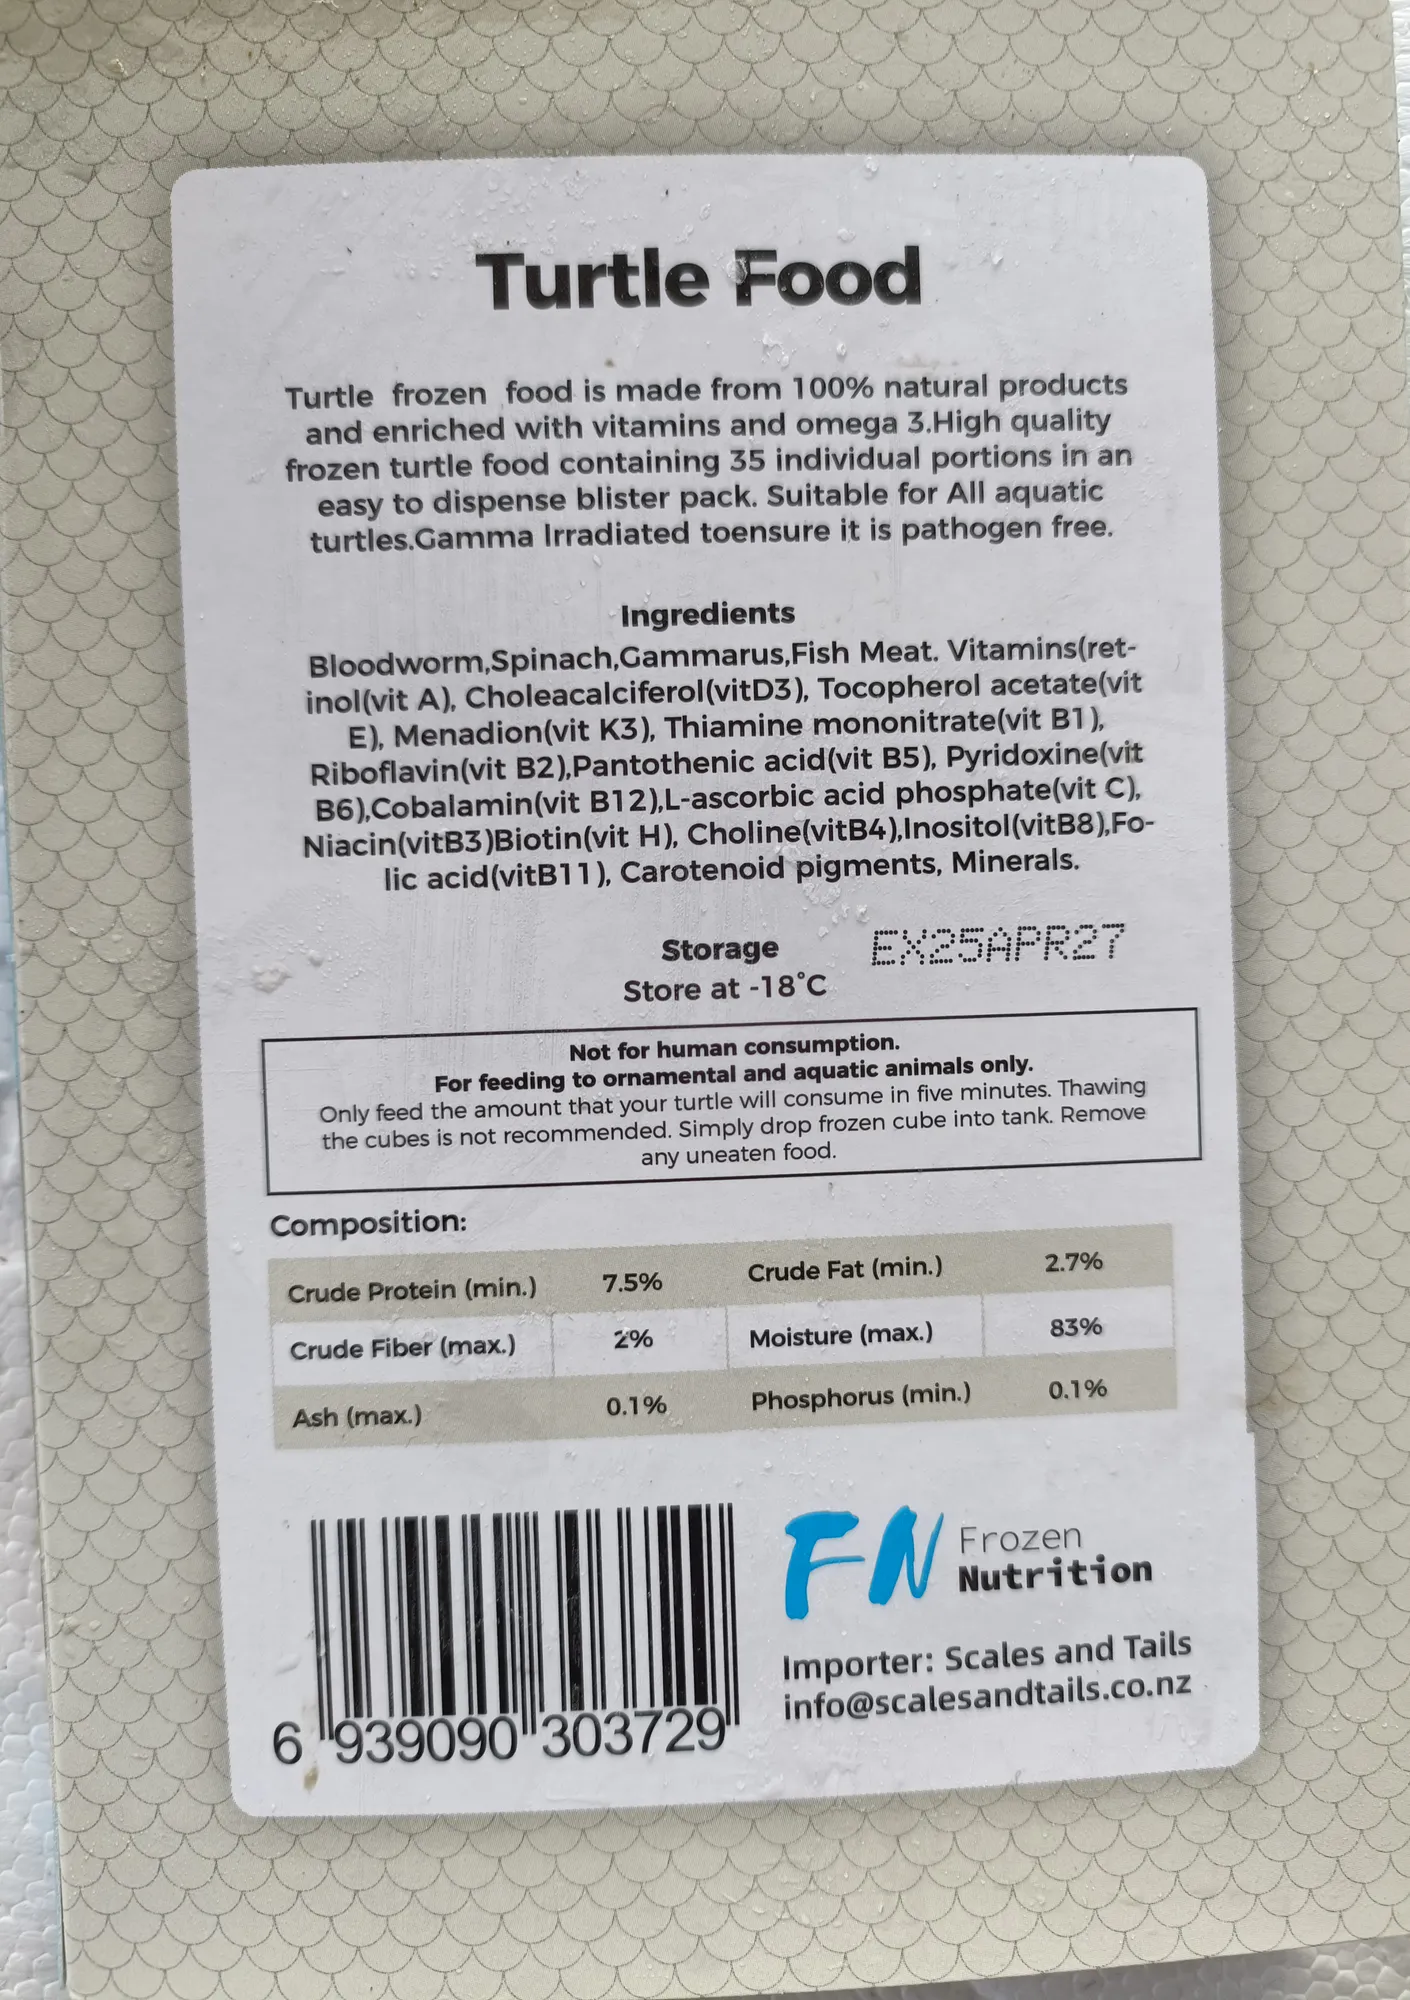 Turtle Food
Turtle frozen food is made from 100% natural products
and enriched with vitamins and omega 3.High quality
frozen turtle food containing 35 individual portions in an
easy to dispense blister pack. Suitable for All aquatic
turtles.Gamma Irradiated toensure it is pathogen free.
Ingredients
Bloodworm,Spinach,Gammarus,Fish Meat. Vitamins(ret-
inol(vit A), Choleacalciferol(vitD3), Tocopherol acetate(vit
E), Menadion(vit K3), Thiamine mononitrate(vit B1),
Riboflavin(vit B2),Pantothenic acid(vit B5), Pyridoxine(vit
B6),Cobalamin(vit B12),L-ascorbic acid phosphate(vit C),
Niacin(vitB3)Biotin(vit H), Choline(vitB4),Inositol(vitB8),Fo-
lic acid(vitB11), Carotenoid pigments, Minerals.
Storage
EX25APR27
Store at -18°C
Not for human consumption.
For feeding to ornamental and aquatic animals only.
Only feed the amount that your turtle will consume in five minutes. Thawing
the cubes is not recommended. Simply drop frozen cube into tank. Remove
any uneaten food.
Composition:
Crude Protein (min.) 7.5% Crude Fat (min.) 2.7%
Crude Fiber (max.) 2% Moisture (max.) 83%
Ash (max.) 0.1% Phosphorus (min.) 0.1%
FN Frozen
Nutrition
Importer: Scales and Tails
info@scalesandtails.co.nz
6 939090 303729